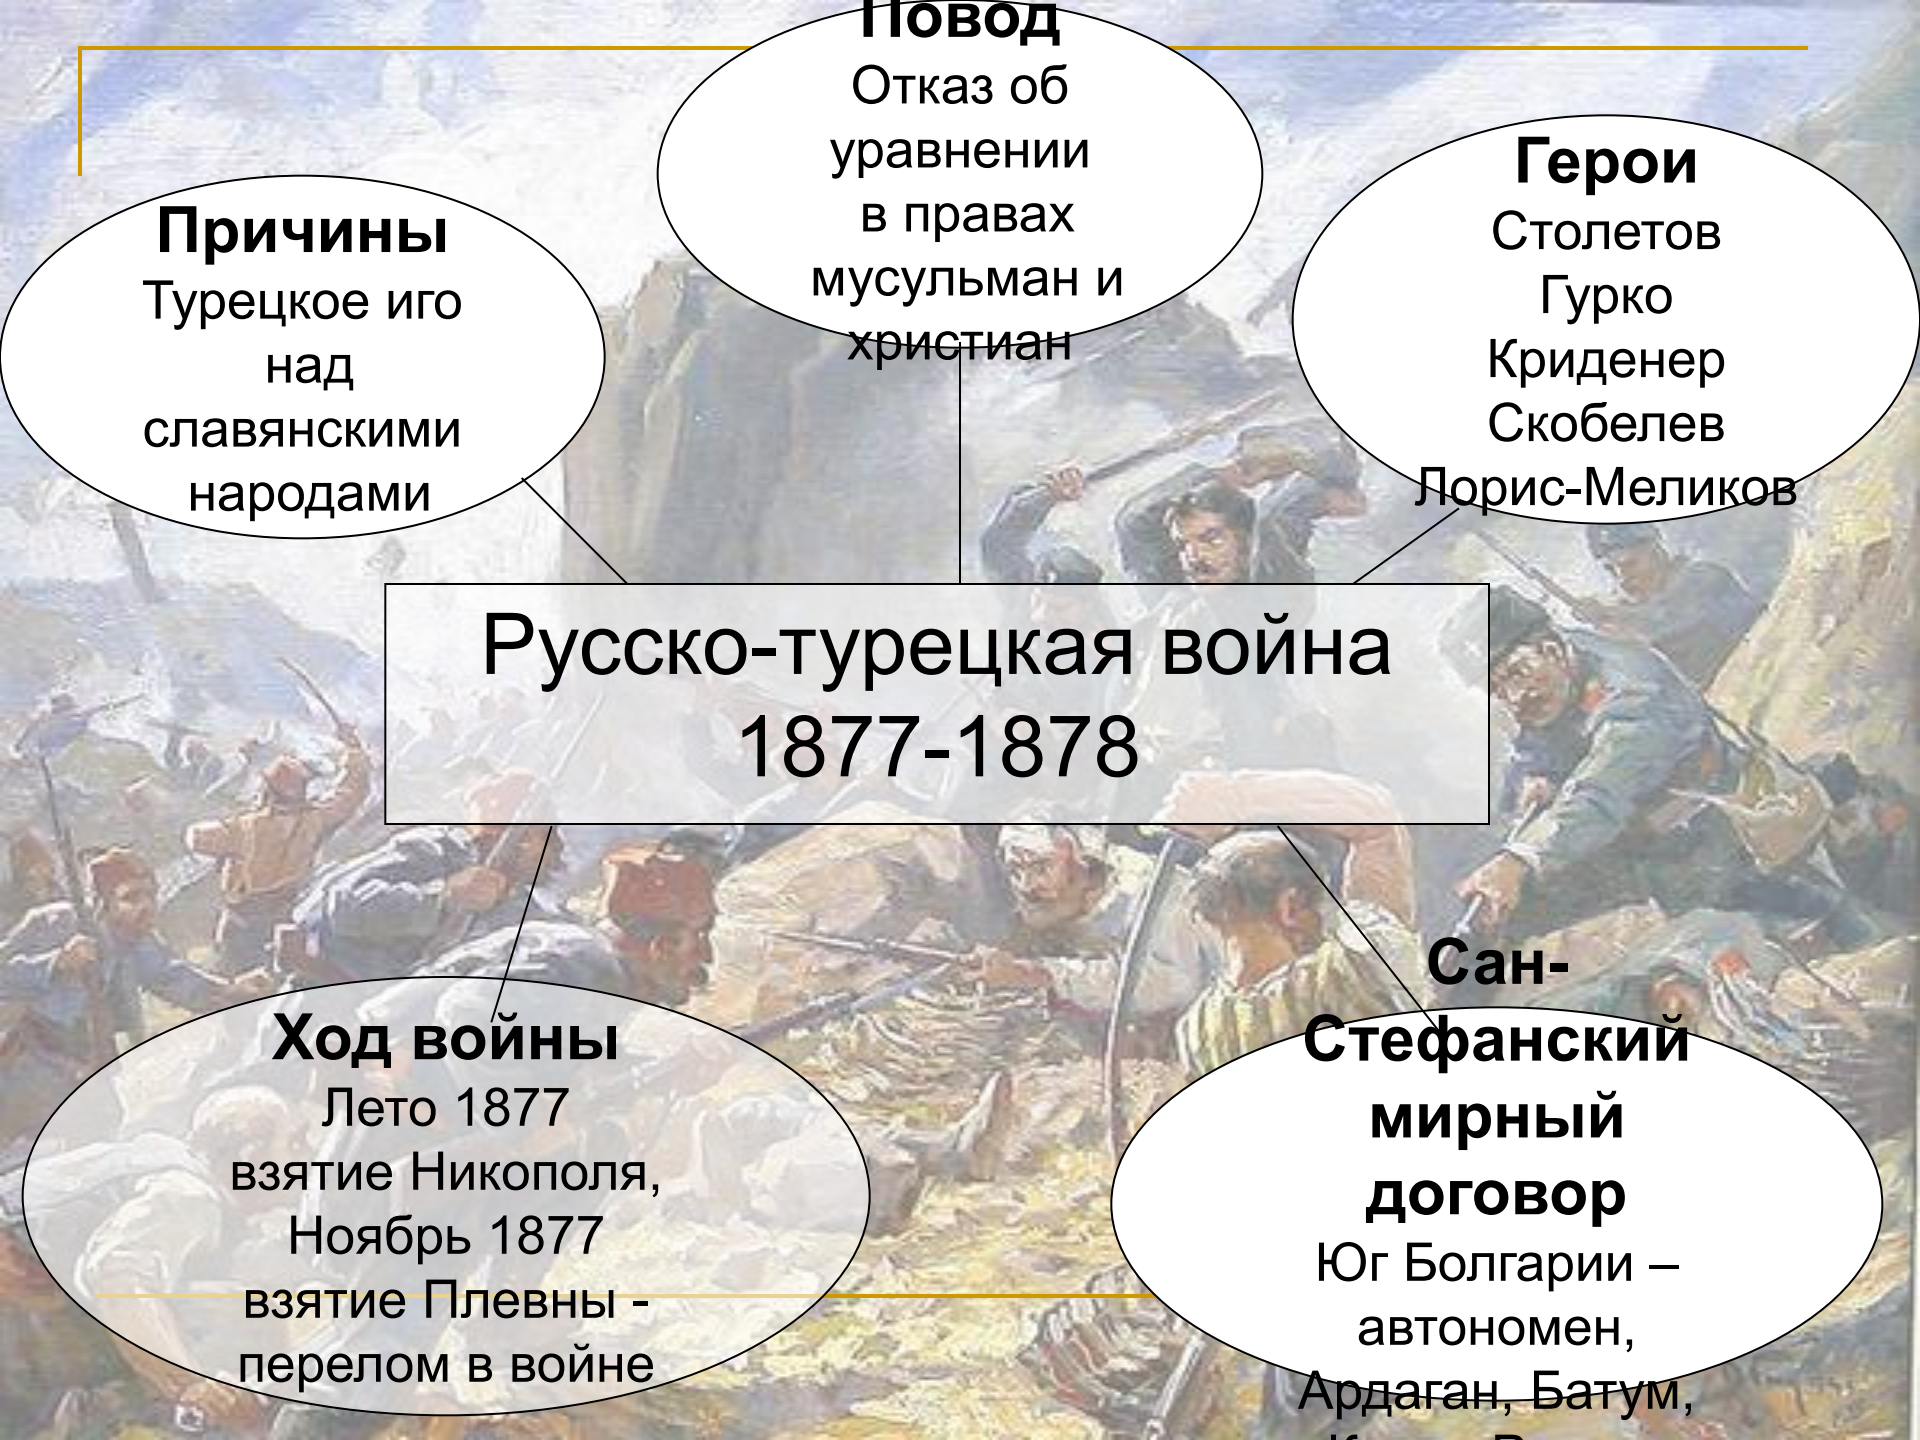 Повод
Отказ об
уравнении
в правах
мусульман и
христиан
Герои
Столетов
Гурко
Криденер
Скобелев
Лорис-Меликов
Причины
Турецкое иго
над
славянскими
народами
Русско-турецкая война
1877-1878
Ход войны
Лето 1877
взятие Никополя,
Ноябрь 1877
взятие Плевны -
перелом в войне
Сан-
Стефанский
мирный
договор
Юг Болгарии –
автономен,
Ардаган, Батум,